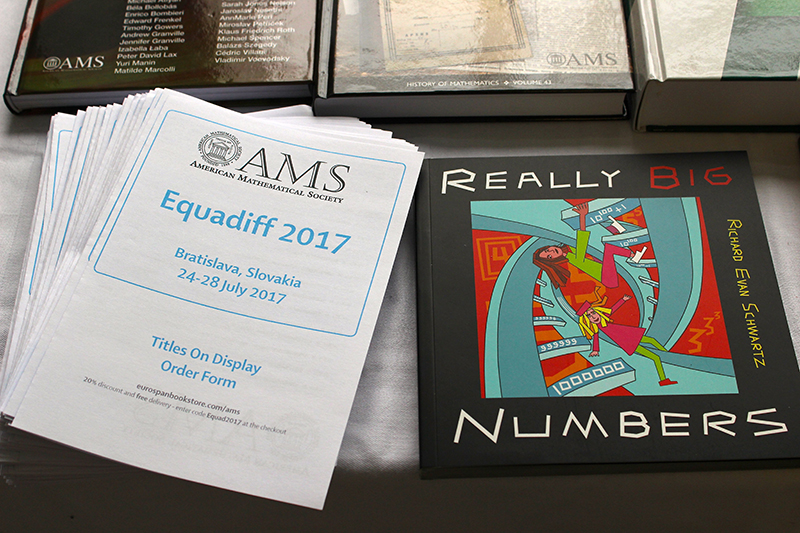 Béla Bollobás
Enrico Bombieri
Edward Frenkel
Timothy Gowers
Andrew Granville
Jennifer Granville
Izabella Łaba
Peter David Lax
Yuri Manin
Matilde Marcolli
Sarah Jones Nelson
Jaroslav Nešetřil
AnnMarie Perl
Miroslav Petříček
Klaus Friedrich Roth
Michael Spencer
Balázs Szegedy
Cédric Villani
Vladimir Voevodsky
AMS
HISTORY OF MATHEMATICS VOLUME 43
AMS
AMS
AMERICAN MATHEMATICAL SOCIETY
Equadiff 2017
Bratislava, Slovakia
24-28 July 2017
Titles On Display
Order Form
eurospanbookstore.com/ams
20% discount and free delivery - enter code Equad2017 at the checkout
REALLY BIG
NUMBERS
RICHARD EVAN SCHWARTZ
1000000